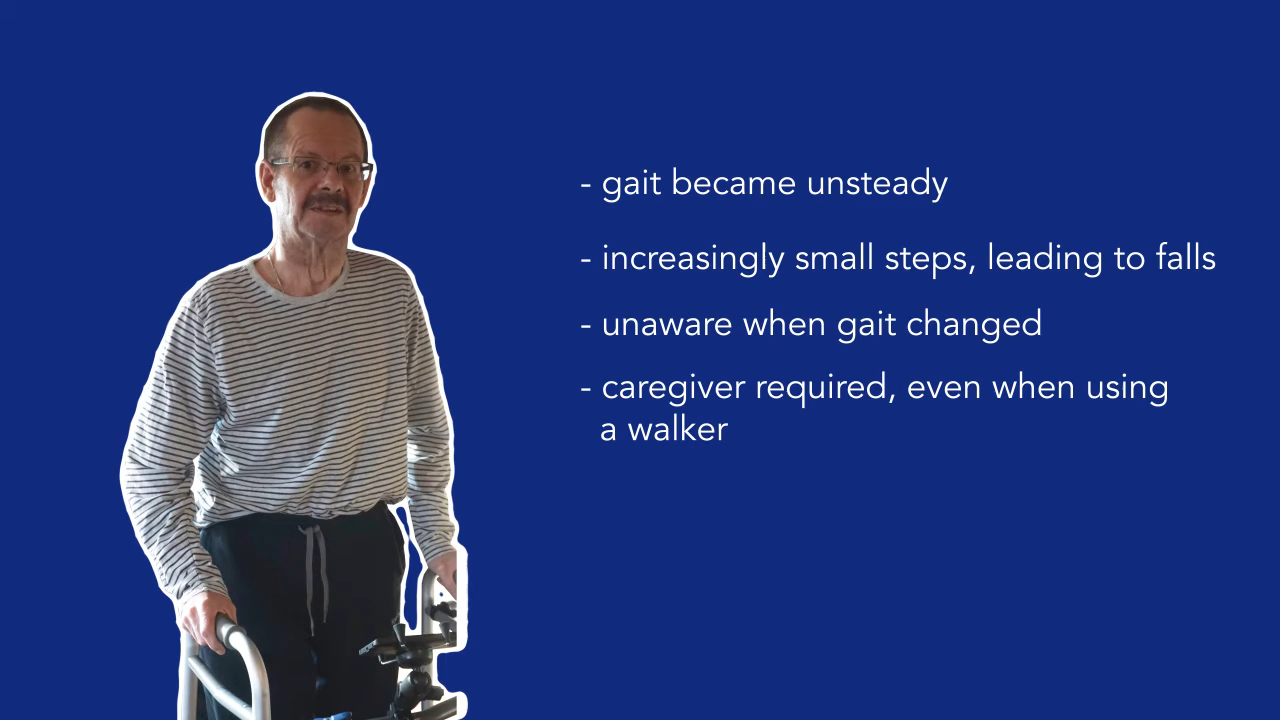 - gait became unsteady
- increasingly small steps, leading to falls
- unaware when gait changed
- caregiver required, even when using
a walker